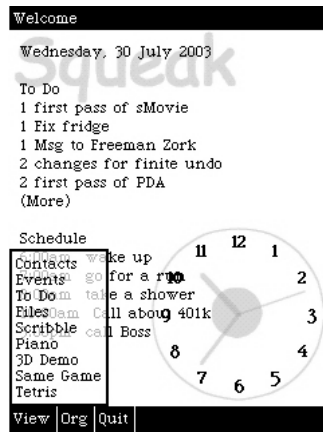 Welcome
Squeak
Wednesday, 30 July 2003
To Do
1 first pass of sMovie
1 Fix fridge
1 Msg to Freeman Zork
2 changes for finite undo
2 first pass of PDA
(More)
Schedule
wake up
go for a run
take a shower
Call about 401k
call Boss
Contacts
Events
To Do
Files
Scribble
Piano
3D Demo
Same Game
Tetris
12
1
2
3
4
5
6
7
8
9
10
11
View Org Quit